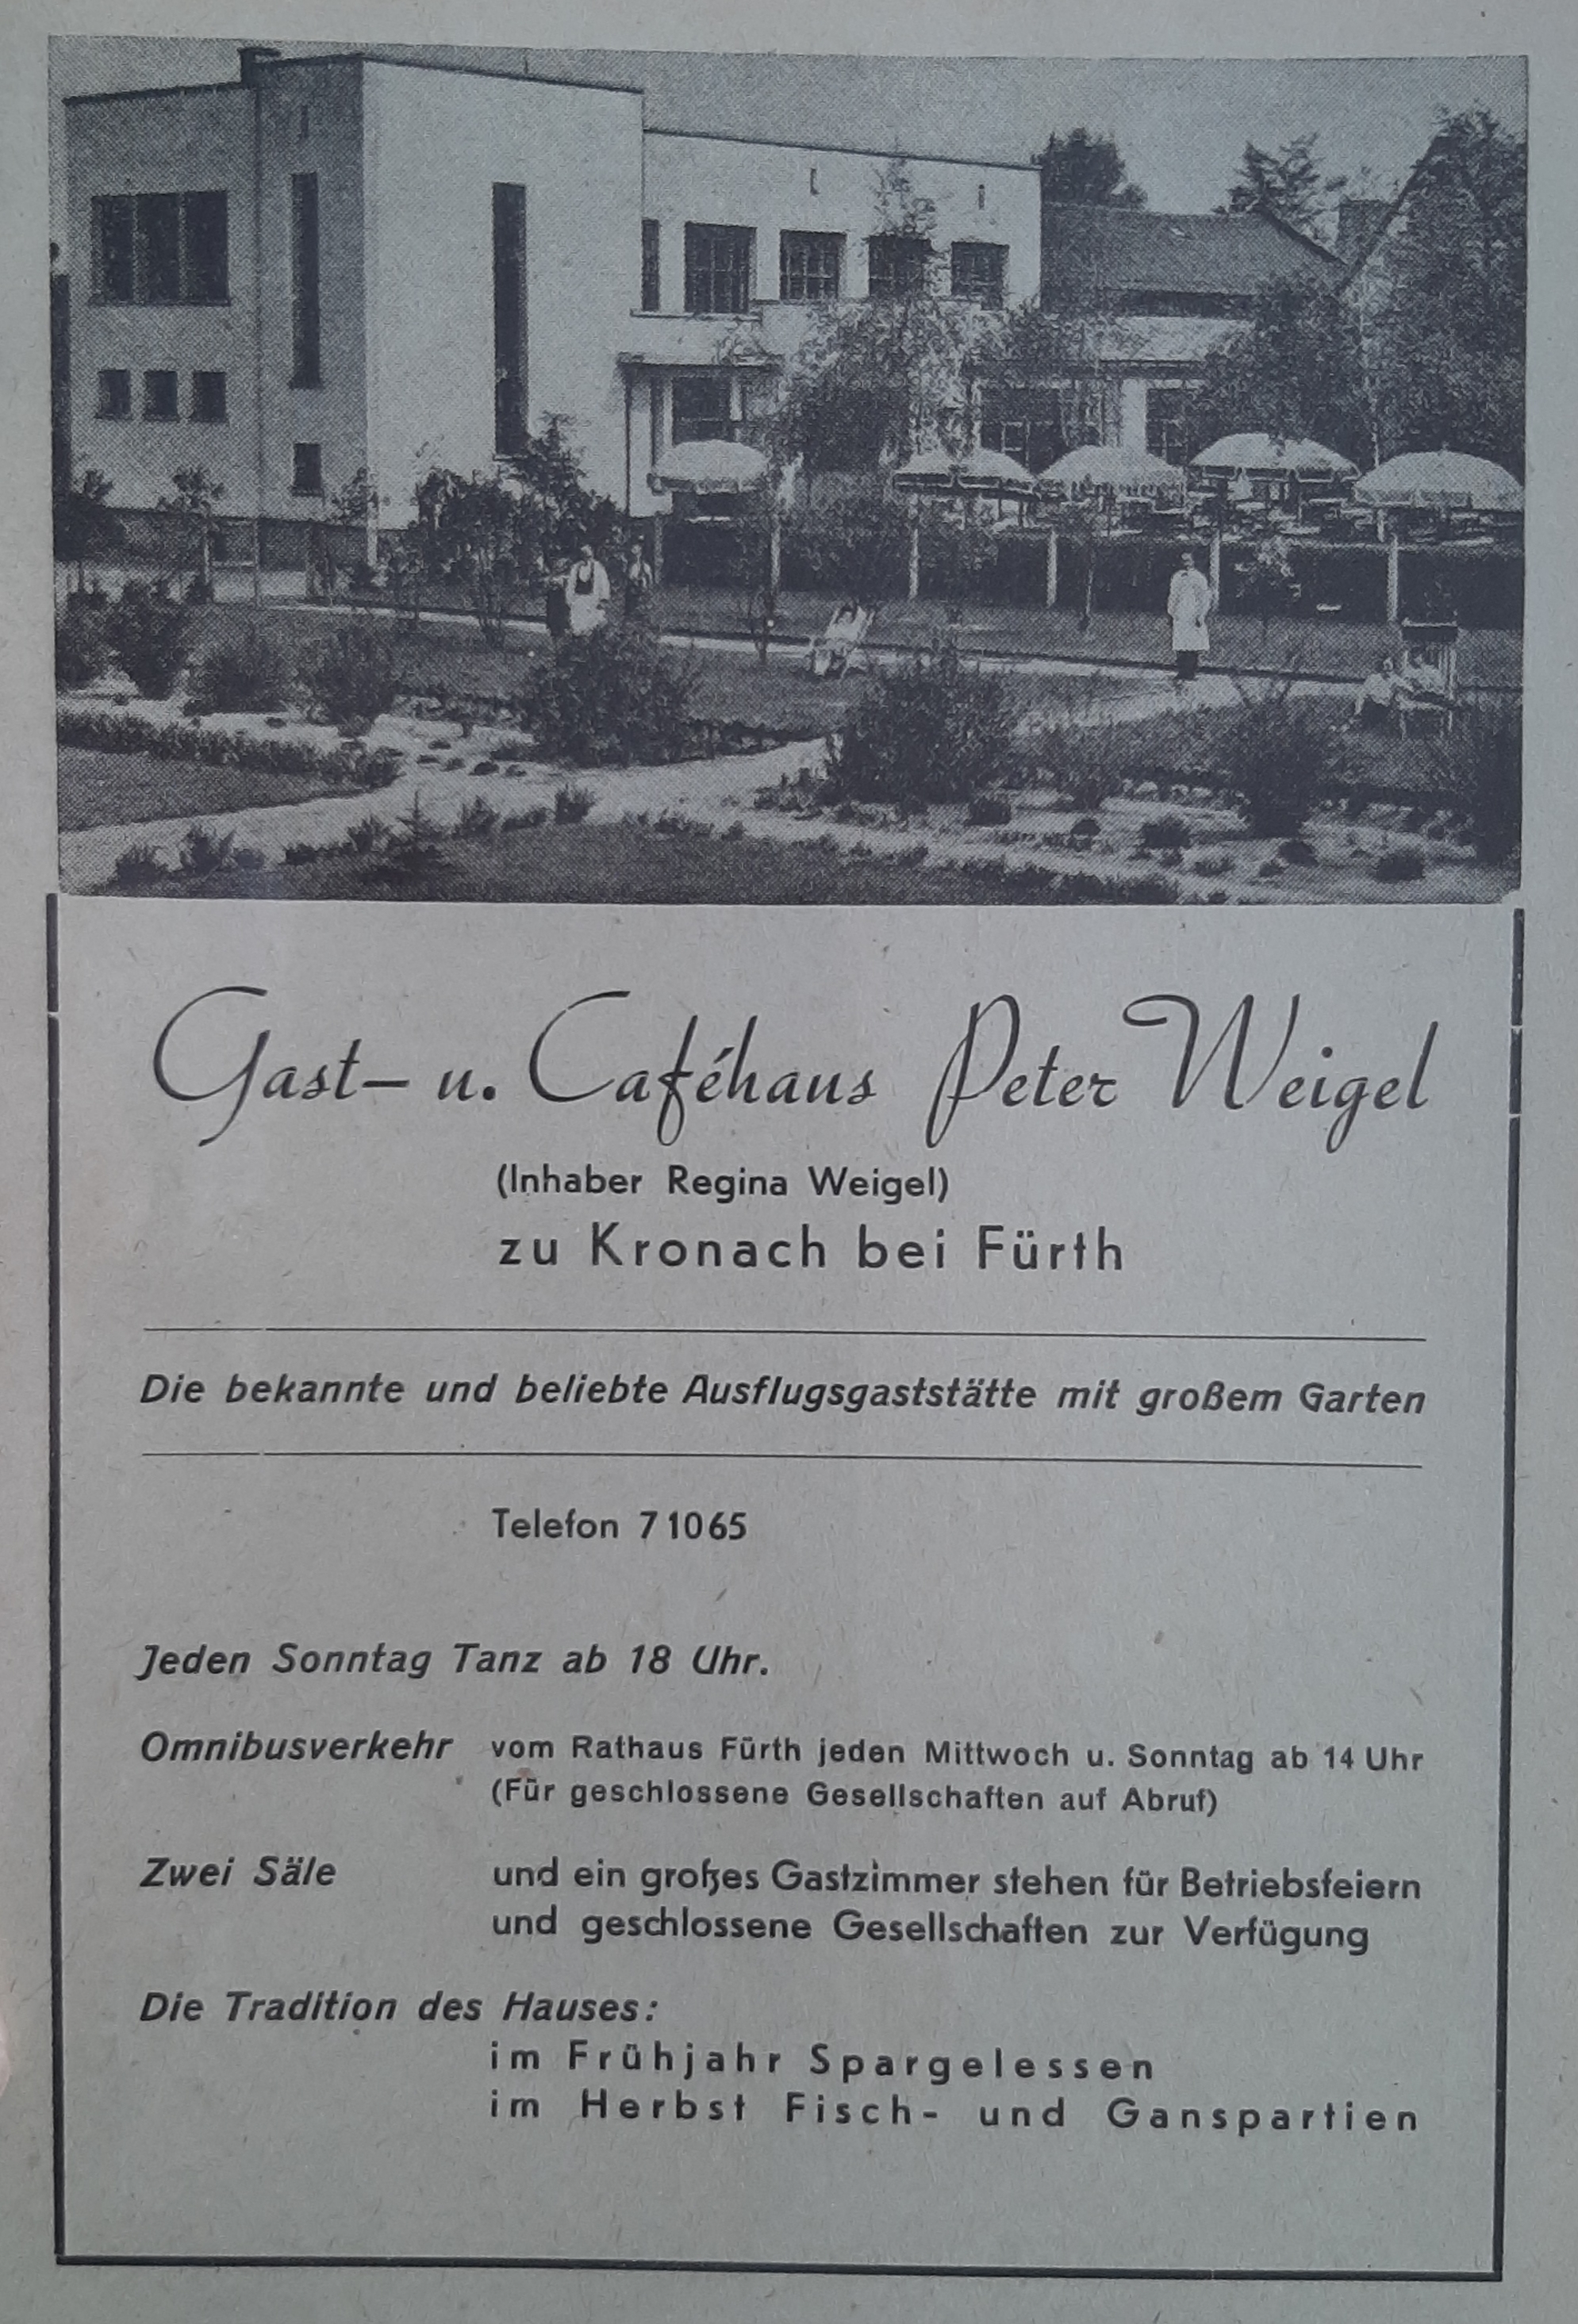 Gast- u. Caféhaus Peter Weigel
(Inhaber Regina Weigel)
zu Kronach bei Fürth
Die bekannte und beliebte Ausflugsgaststätte mit großem Garten
Telefon 71065
Jeden Sonntag Tanz ab 18 Uhr.
Omnibusverkehr vom Rathaus Fürth jeden Mittwoch u. Sonntag ab 14 Uhr
(Für geschlossene Gesellschaften auf Abruf)
Zwei Säle und ein großes Gastzimmer stehen für Betriebsfeiern
und geschlossene Gesellschaften zur Verfügung
Die Tradition des Hauses:
im Frühjahr Spargelessen
im Herbst Fisch- und Ganspartien